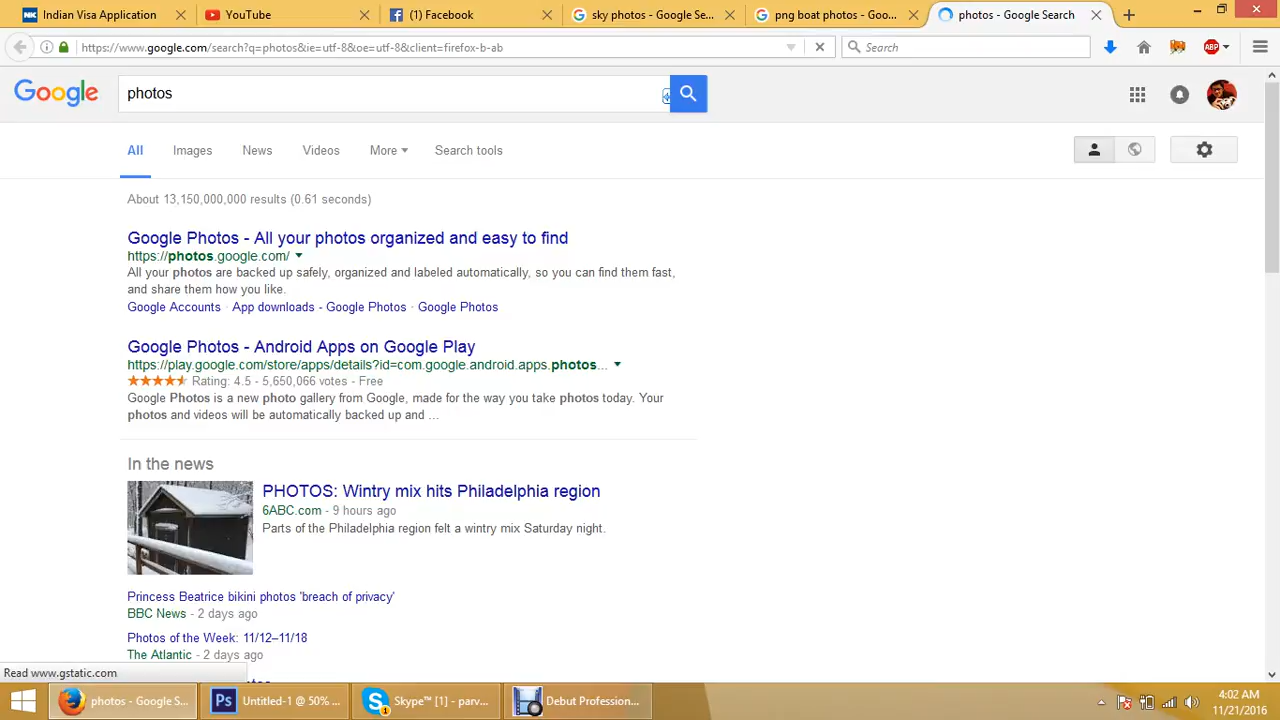 Indian Visa Application
YouTube
(1) Facebook
sky photos - Google Se...
png boat photos - Goo...
photos - Google Search
https://www.google.com/search?q=photos&ie=utf-8&oe=utf-8&client=firefox-b-ab
Search
ABP
Google
photos
All
Images
News
Videos
More
Search tools
About 13,150,000,000 results (0.61 seconds)
Google Photos - All your photos organized and easy to find
https://photos.google.com/
All your photos are backed up safely, organized and labeled automatically, so you can find them fast,
and share them how you like.
Google Accounts · App downloads - Google Photos · Google Photos
Google Photos - Android Apps on Google Play
https://play.google.com/store/apps/details?id=com.google.android.apps.photos...
Rating: 4.5 - 5,650,066 votes - Free
Google Photos is a new photo gallery from Google, made for the way you take photos today. Your
photos and videos will be automatically backed up and ...
In the news
PHOTOS: Wintry mix hits Philadelphia region
6ABC.com - 9 hours ago
Parts of the Philadelphia region felt a wintry mix Saturday night.
Princess Beatrice bikini photos 'breach of privacy'
BBC News - 2 days ago
Photos of the Week: 11/12–11/18
The Atlantic - 2 days ago
Read www.gstatic.com
photos - Google S...
Ps
Untitled-1 @ 50% ...
Skype™ [1] - parv...
Debut Profession...
4:02 AM
11/21/2016